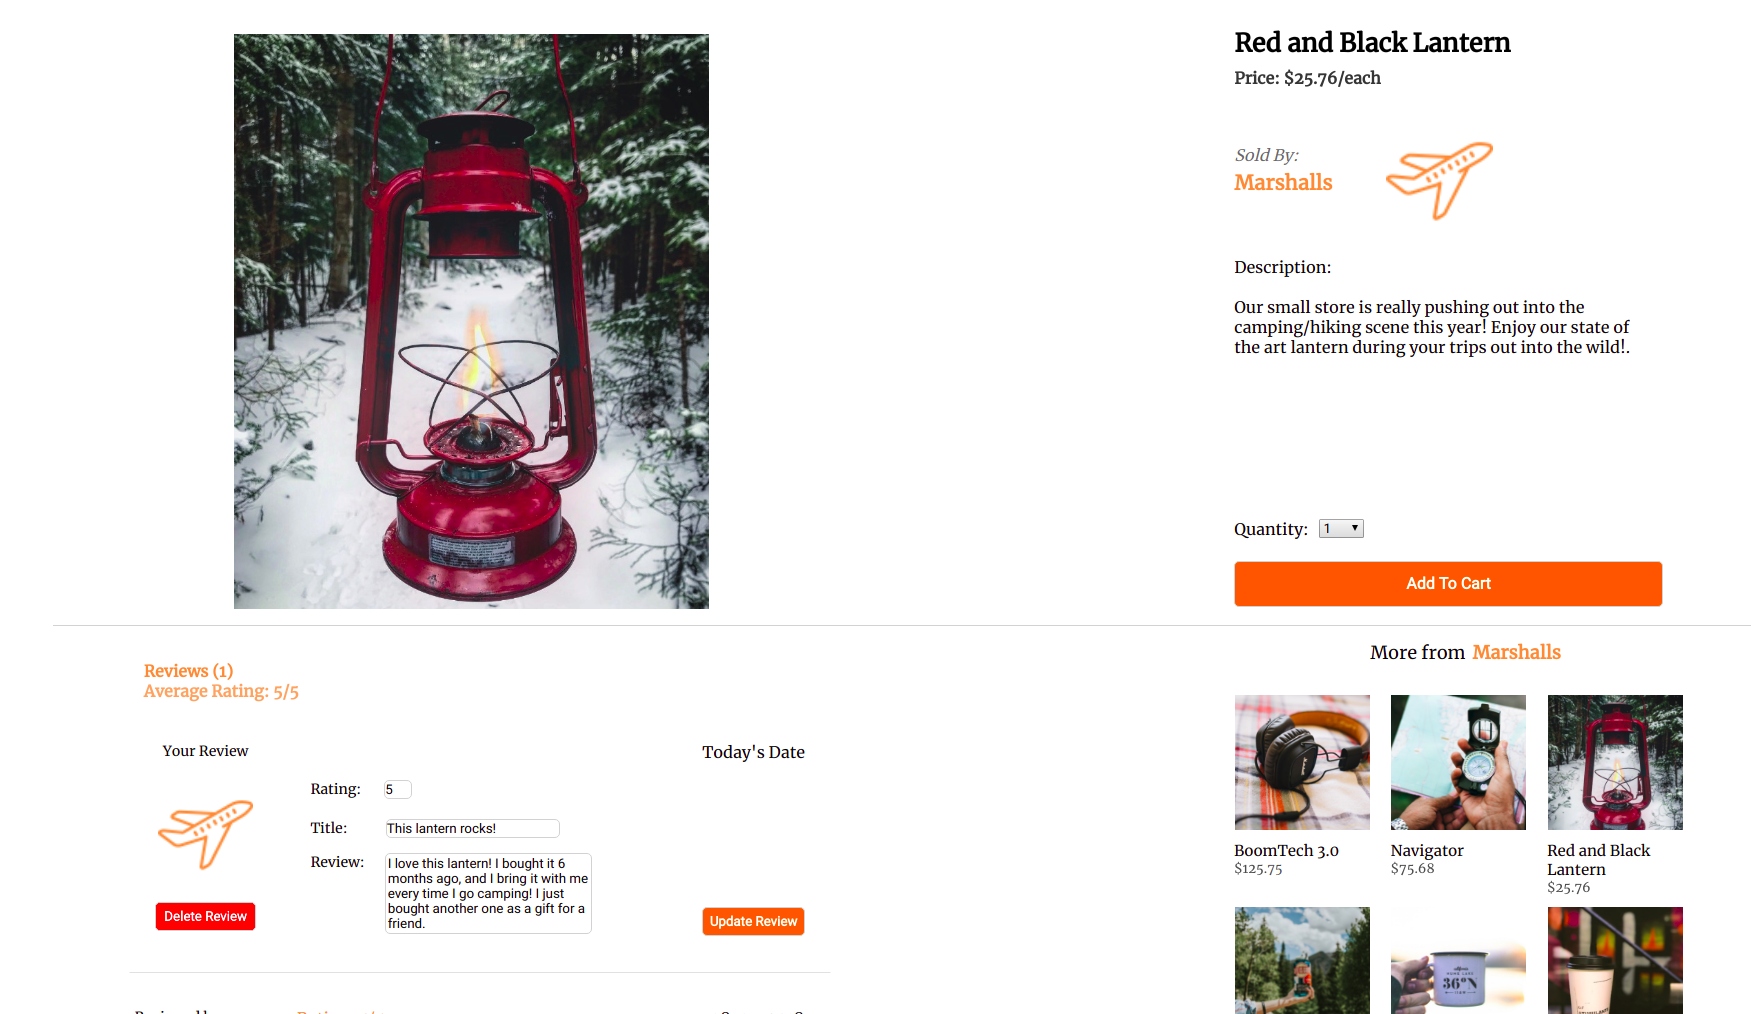 Red and Black Lantern
Price: $25.76/each
Sold By:
Marshalls
Description:
Our small store is really pushing out into the
camping/hiking scene this year! Enjoy our state of
the art lantern during your trips out into the wild!.
Quantity: 1
Add To Cart
Reviews (1)
Average Rating: 5/5
Your Review
Today's Date
Rating: 5
Title: This lantern rocks!
Review: I love this lantern! I bought it 6
months ago, and I bring it with me
every time I go camping! I just
bought another one as a gift for a
friend.
Delete Review
Update Review
More from Marshalls
BoomTech 3.0
$125.75
Navigator
$75.68
Red and Black
Lantern
$25.76
36°N